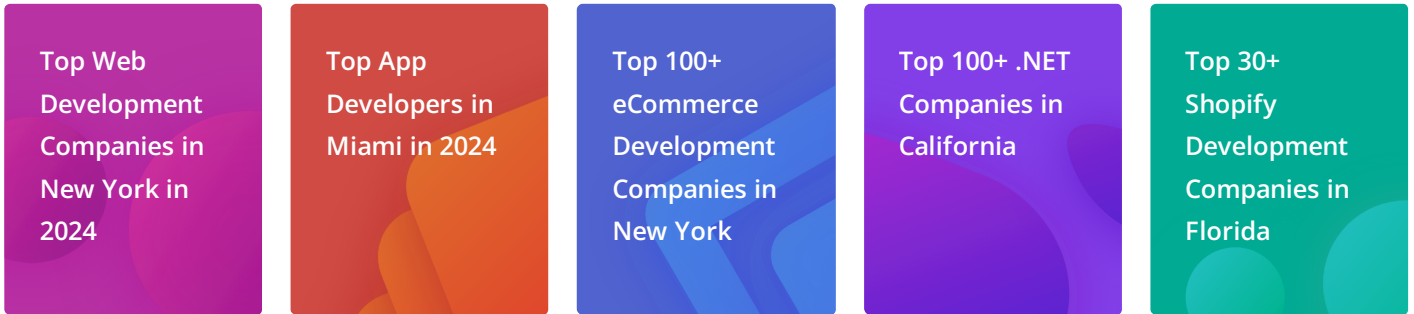 Top Web
Development
Companies in
New York in
2024
Top App
Developers in
Miami in 2024
Top 100+
eCommerce
Development
Companies in
New York
Top 100+ .NET
Companies in
California
Top 30+
Shopify
Development
Companies in
Florida